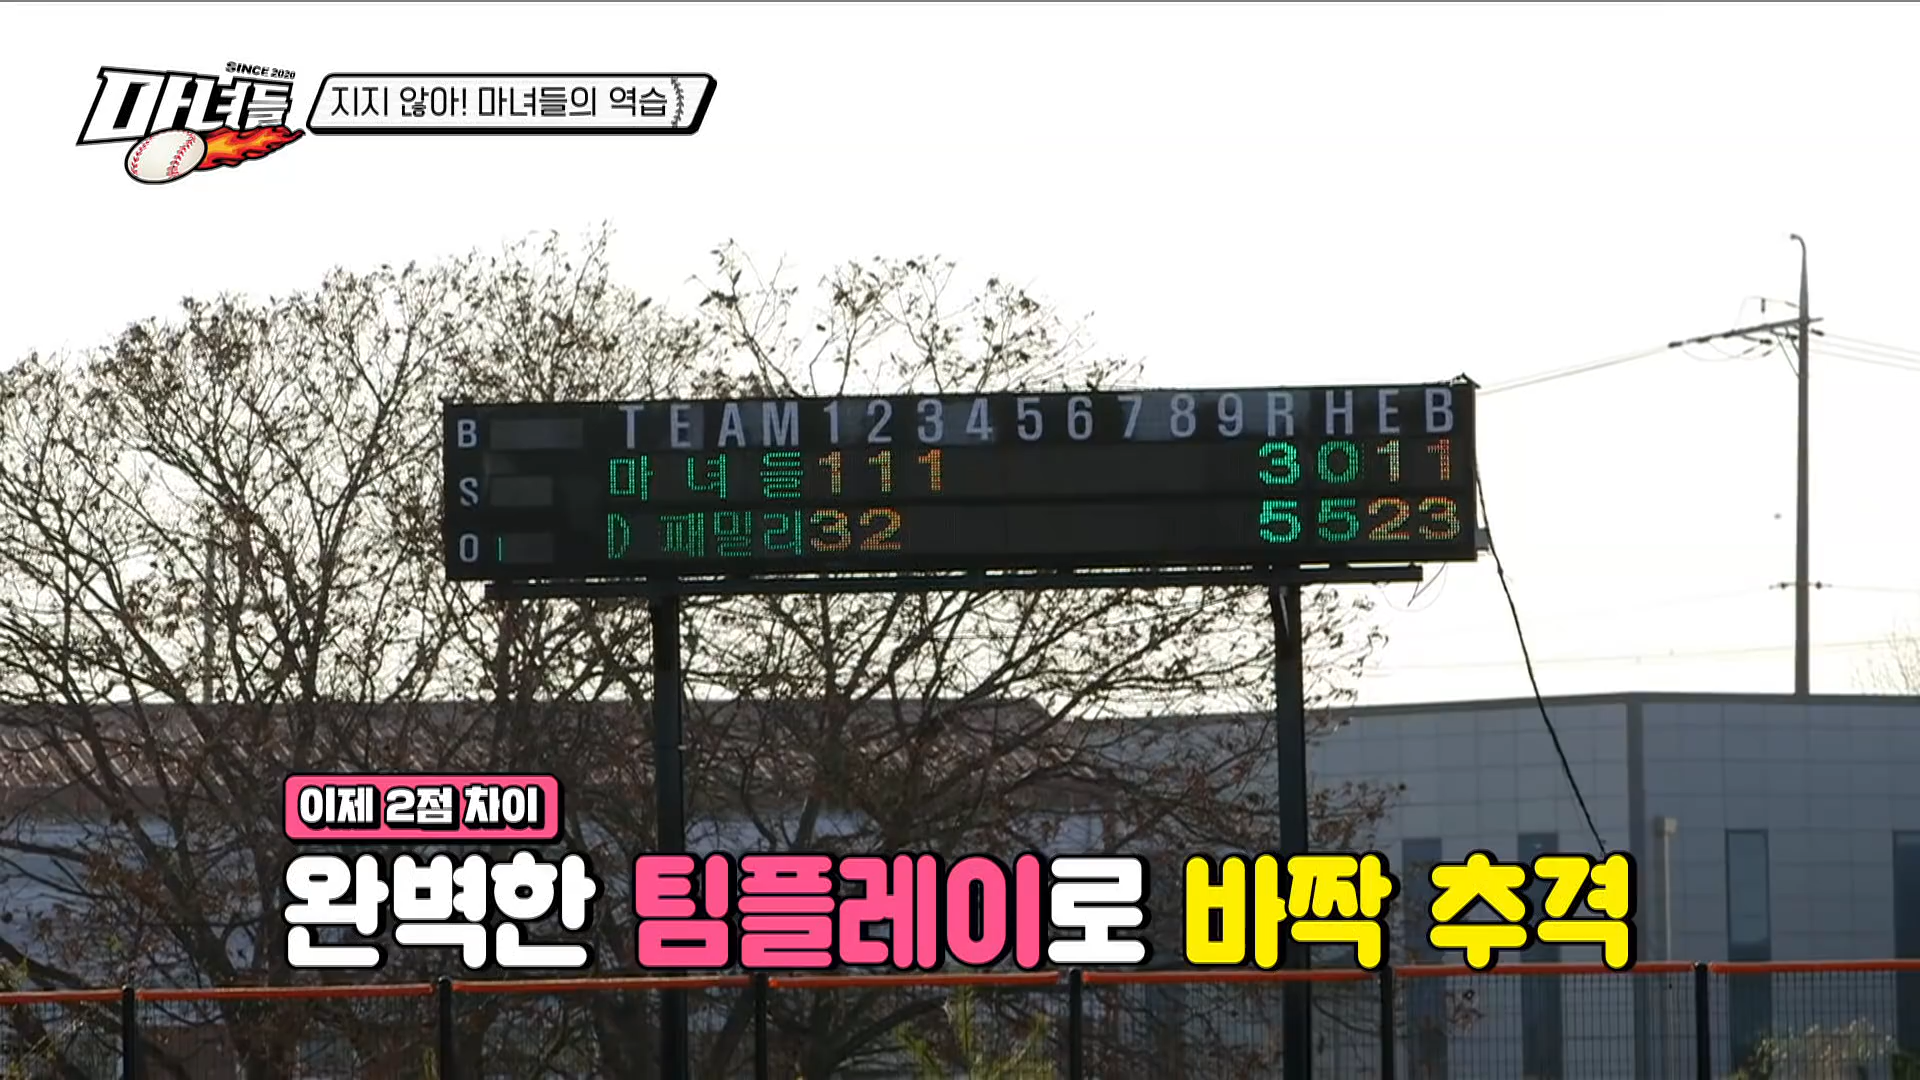 SINCE 2020
마녀들
지지 않아! 마녀들의 역습
B TEAM 1 2 3 4 5 6 7 8 9 R H E B
S 마녀들 1 1 1 3 0 1 1
O D 패밀리 3 2 5 5 2 3
이제 2점 차이
완벽한 팀플레이로 바짝 추격